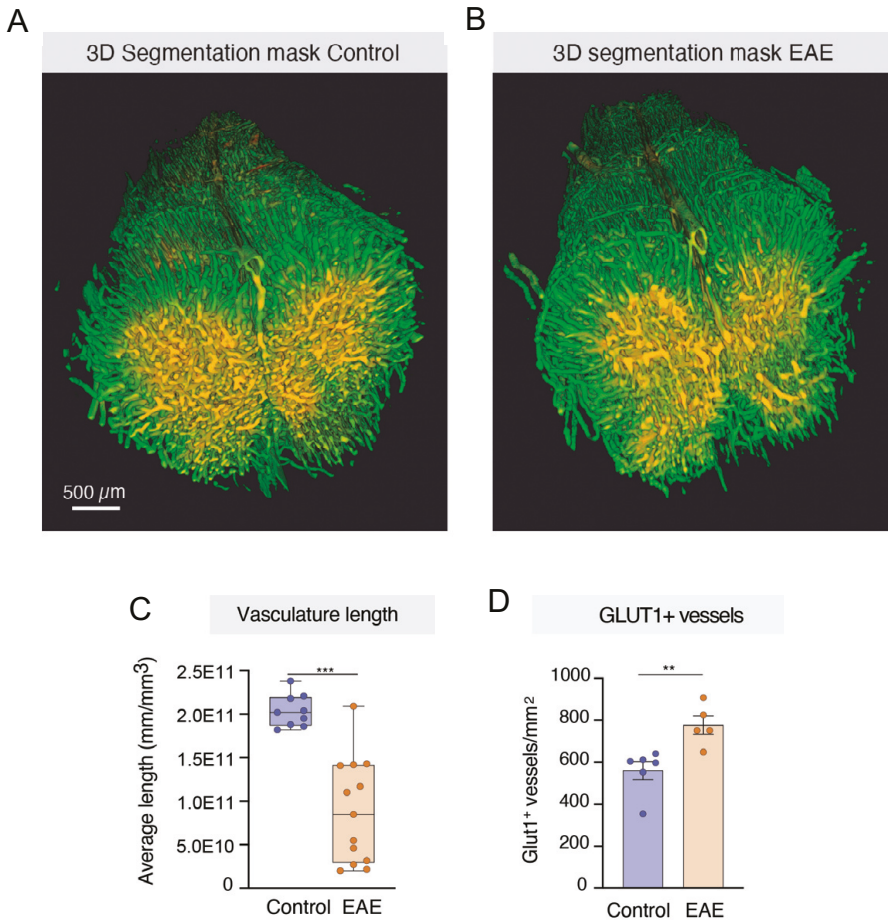 A
3D Segmentation mask Control
500 µm
B
3D segmentation mask EAE
C
Vasculature length
Average length (mm/mm³)
2.5E11
2.0E11
1.5E11
1.0E11
5.0E10
0
***
Control
EAE
D
GLUT1+ vessels
Glut1⁺ vessels/mm²
1000
800
600
400
200
0
**
Control
EAE